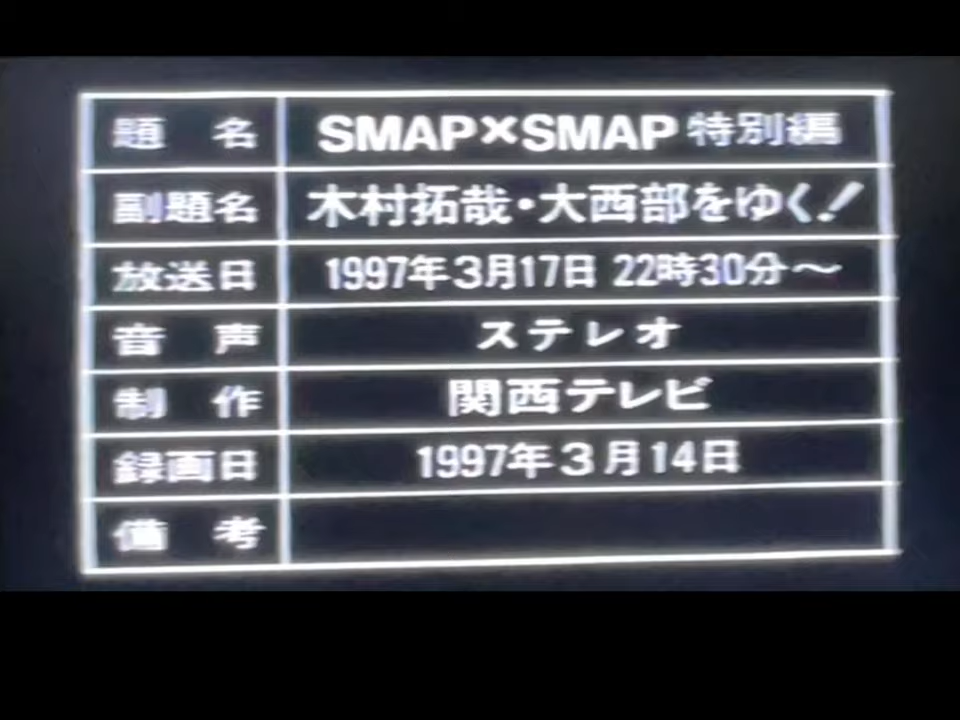 題 名 SMAP×SMAP 特別編
副題名 木村拓哉・大西部をゆく!
放送日 1997年3月17日 22時30分～
音 声 ステレオ
制 作 関西テレビ
録画日 1997年3月14日
備 考